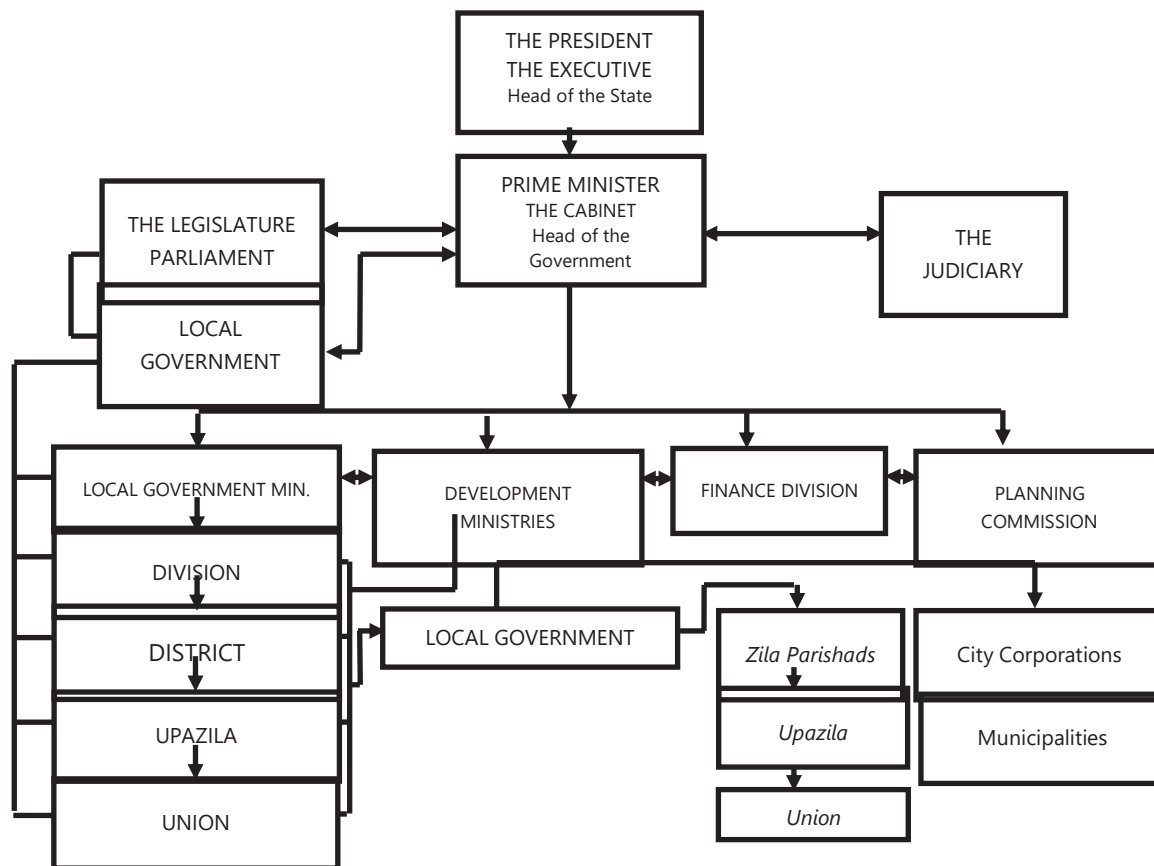 THE PRESIDENT
THE EXECUTIVE
Head of the State
PRIME MINISTER
THE CABINET
Head of the
Government
THE LEGISLATURE
PARLIAMENT
THE
JUDICIARY
LOCAL
GOVERNMENT
LOCAL GOVERNMENT MIN.
DEVELOPMENT
MINISTRIES
FINANCE DIVISION
PLANNING
COMMISSION
DIVISION
DISTRICT
UPAZILA
UNION
LOCAL GOVERNMENT
Zila Parishads
Upazila
Union
City Corporations
Municipalities